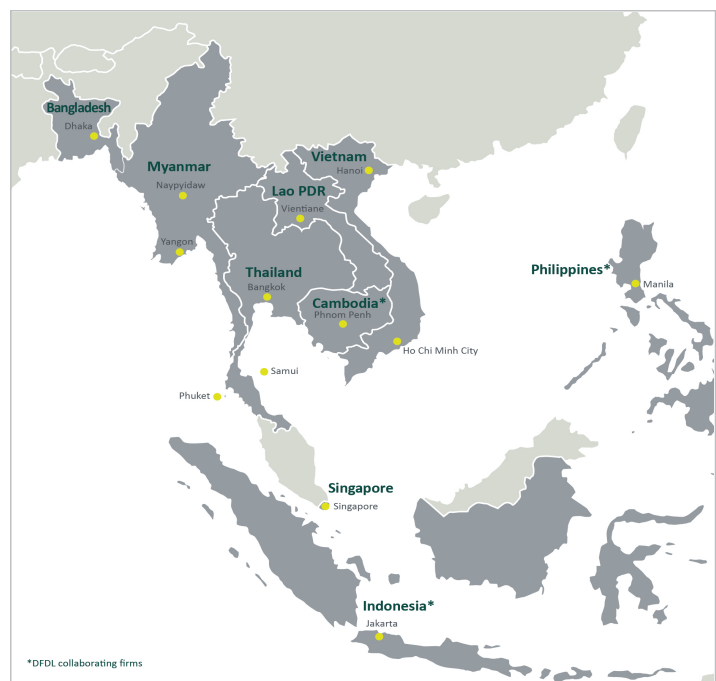 Bangladesh
Dhaka
Myanmar
Naypyidaw
Yangon
Vietnam
Hanoi
Lao PDR
Vientiane
Thailand
Bangkok
Cambodia*
Phnom Penh
Ho Chi Minh City
Philippines*
Manila
Samui
Phuket
Singapore
Singapore
Indonesia*
Jakarta
*DFDL collaborating firms